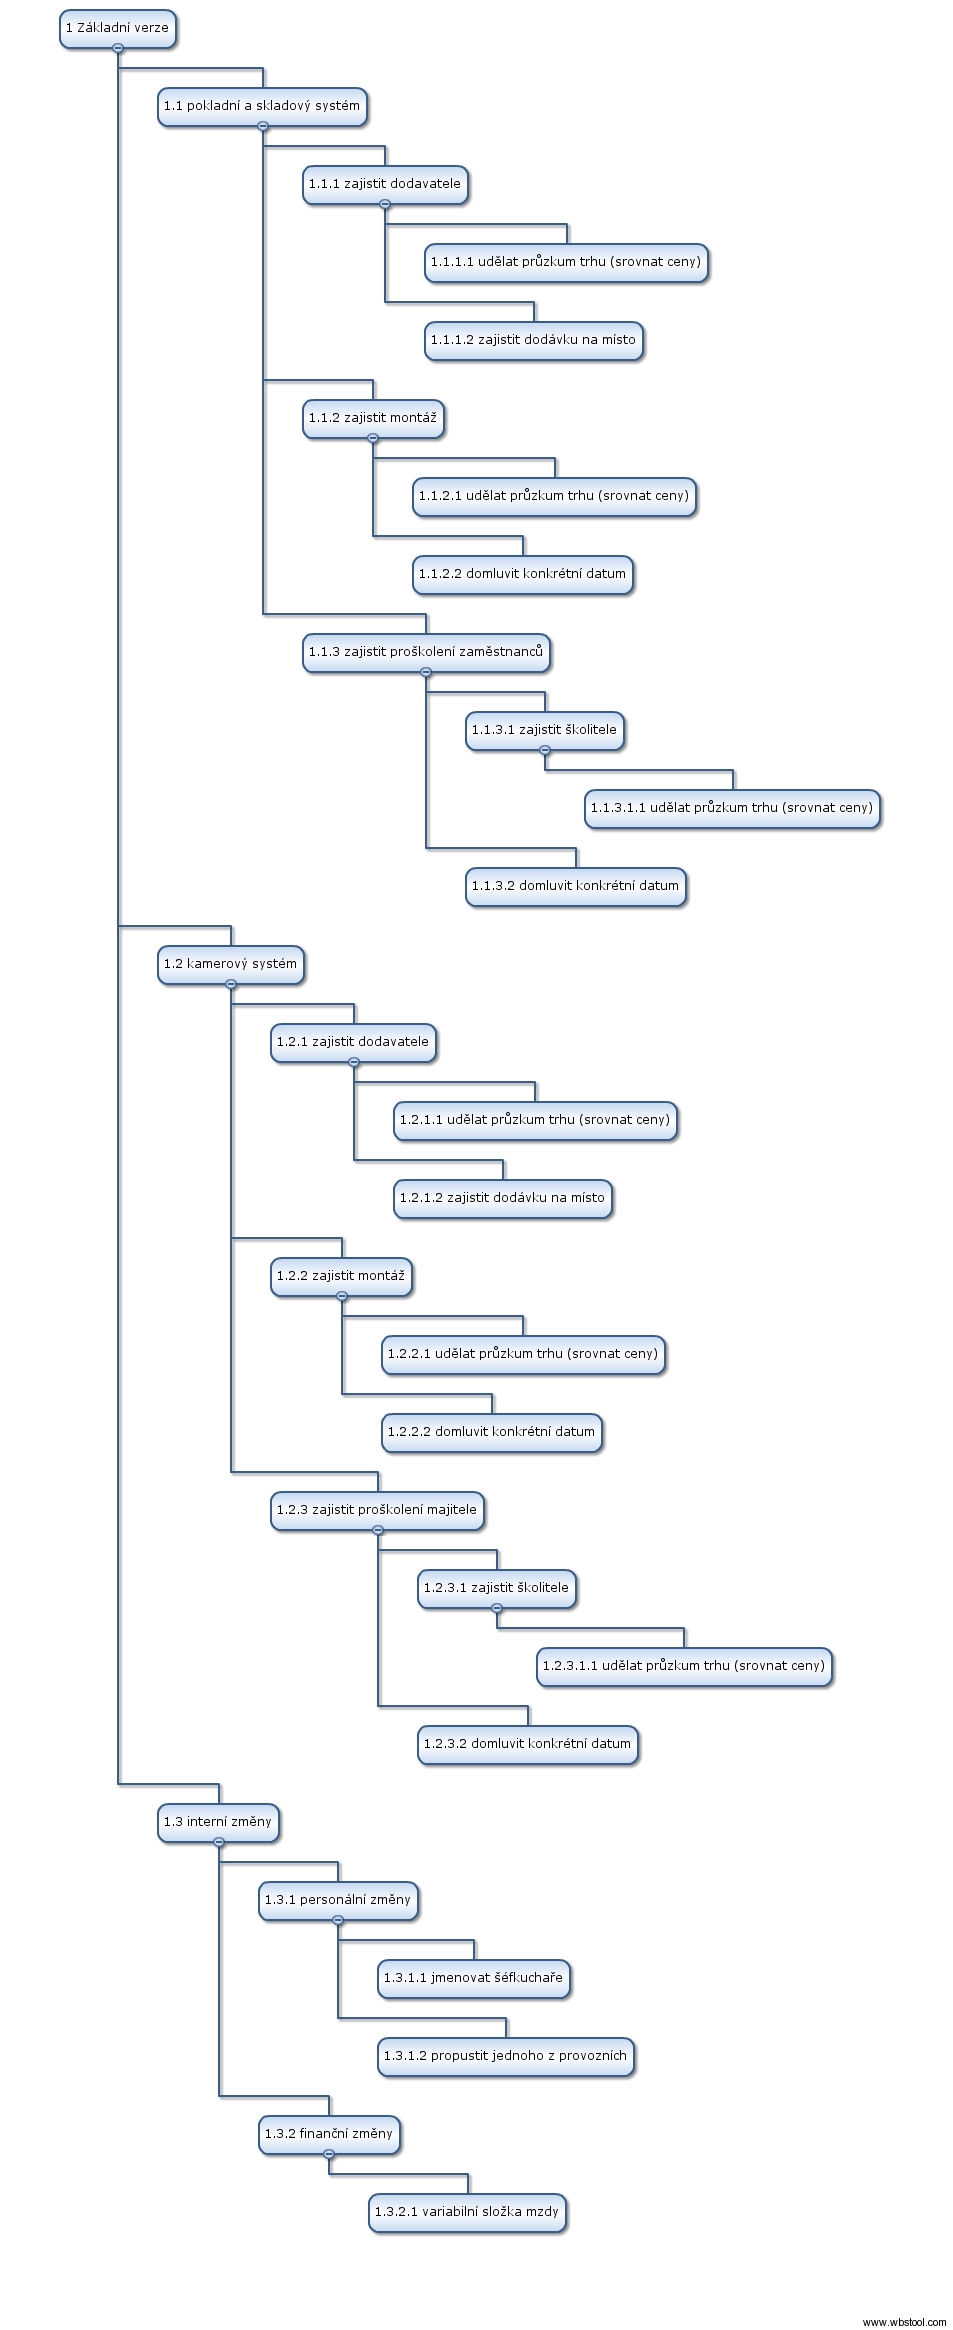 1 Základní verze
1.1 pokladní a skladový systém
1.1.1 zajistit dodavatele
1.1.1.1 udělat průzkum trhu (srovnat ceny)
1.1.1.2 zajistit dodávku na místo
1.1.2 zajistit montáž
1.1.2.1 udělat průzkum trhu (srovnat ceny)
1.1.2.2 domluvit konkrétní datum
1.1.3 zajistit proškolení zaměstnanců
1.1.3.1 zajistit školitele
1.1.3.1.1 udělat průzkum trhu (srovnat ceny)
1.1.3.2 domluvit konkrétní datum
1.2 kamerový systém
1.2.1 zajistit dodavatele
1.2.1.1 udělat průzkum trhu (srovnat ceny)
1.2.1.2 zajistit dodávku na místo
1.2.2 zajistit montáž
1.2.2.1 udělat průzkum trhu (srovnat ceny)
1.2.2.2 domluvit konkrétní datum
1.2.3 zajistit proškolení majitele
1.2.3.1 zajistit školitele
1.2.3.1.1 udělat průzkum trhu (srovnat ceny)
1.2.3.2 domluvit konkrétní datum
1.3 interní změny
1.3.1 personální změny
1.3.1.1 jmenovat šéfkuchaře
1.3.1.2 propustit jednoho z provozních
1.3.2 finanční změny
1.3.2.1 variabilní složka mzdy
www.wbstool.com